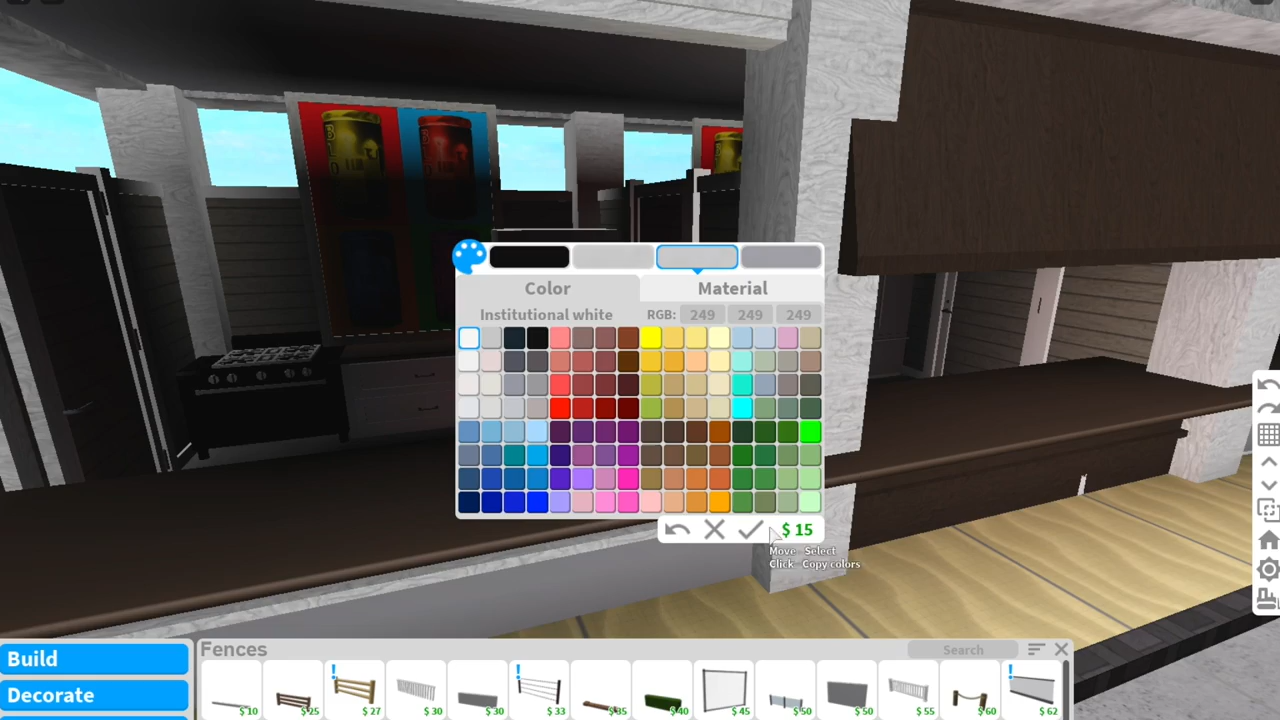 Color
Material
Institutional white
RGB: 249 249 249
$ 15
Move Select
Click Copy colors
Build
Decorate
Fences
Search
$ 10
$ 25
$ 27
$ 30
$ 30
$ 33
$ 35
$ 40
$ 45
$ 50
$ 50
$ 55
$ 60
$ 62